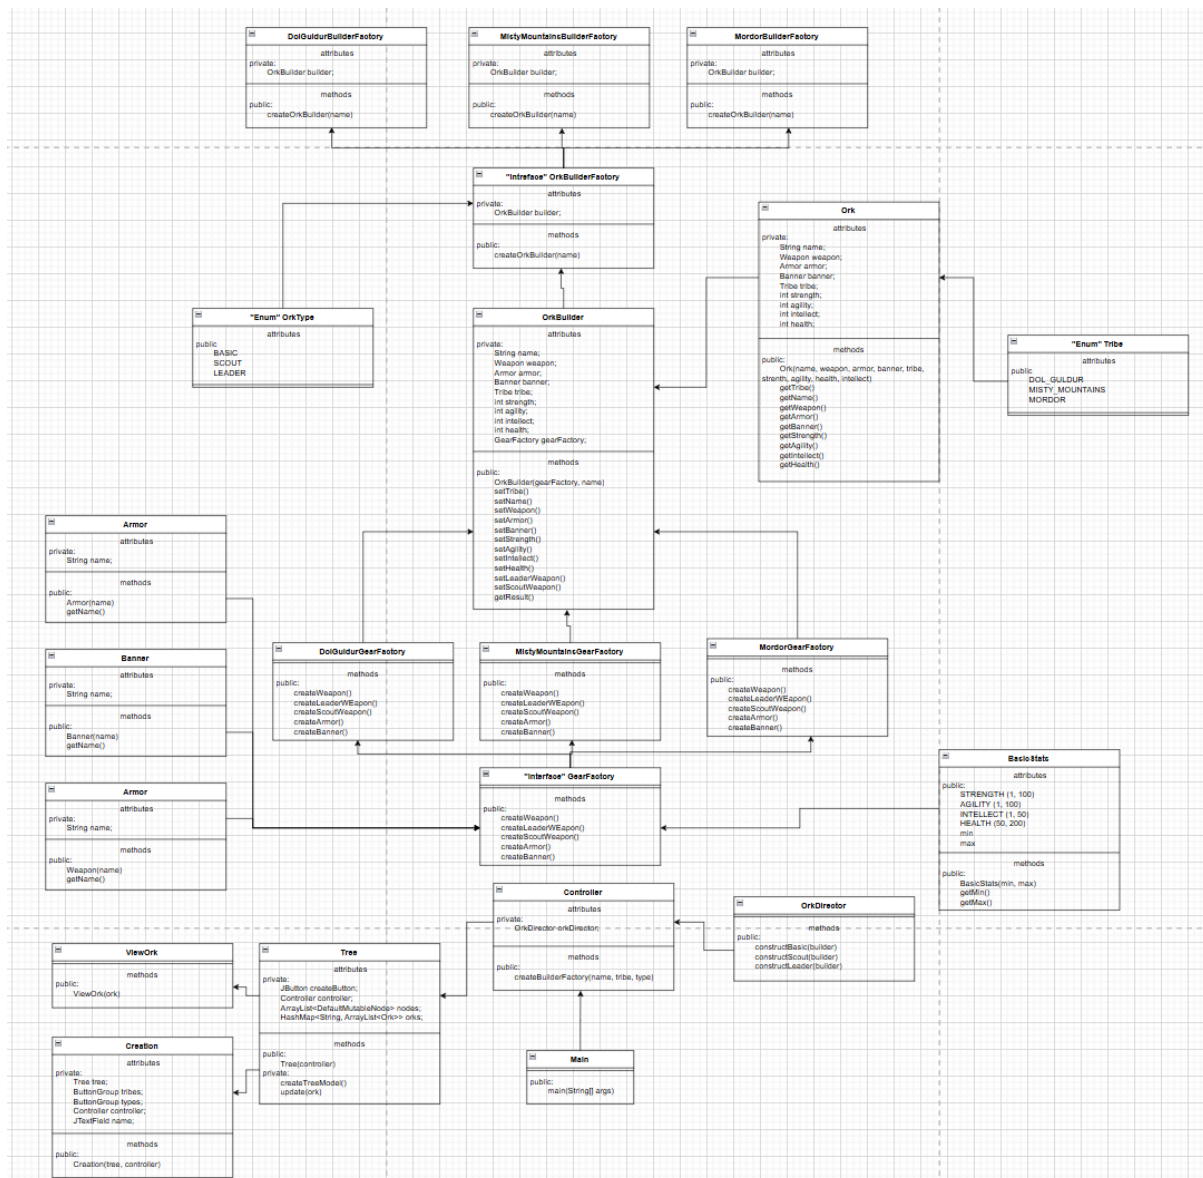 DolGuldurBuilderFactory
attributes
private:
OrkBuilder builder;
methods
public:
createOrkBuilder(name)
MistyMountainsBuilderFactory
attributes
private:
OrkBuilder builder;
methods
public:
createOrkBuilder(name)
MordorBuilderFactory
attributes
private:
OrkBuilder builder;
methods
public:
createOrkBuilder(name)
"Intreface" OrkBuilderFactory
attributes
private:
OrkBuilder builder;
methods
public:
createOrkBuilder(name)
Ork
attributes
private:
String name;
Weapon weapon;
Armor armor;
Banner banner;
Tribe tribe;
int strength;
int agility;
int intellect;
int health;
methods
public:
Ork(name, weapon, armor, banner, tribe,
strenth, agility, health, intellect)
getTribe()
getName()
getWeapon()
getArmor()
getBanner()
getStrength()
getAgility()
getIntellect()
getHealth()
"Enum" OrkType
attributes
public
BASIC
SCOUT
LEADER
OrkBuilder
attributes
private:
String name;
Weapon weapon;
Armor armor;
Banner banner;
Tribe tribe;
int strength;
int agility;
int intellect;
int health;
GearFactory gearFactory;
methods
public:
OrkBuilder(gearFactory, name)
setTribe()
setName()
setWeapon()
setArmor()
setBanner()
setStrength()
setAgility()
setIntellect()
setHealth()
setLeaderWeapon()
setScoutWeapon()
getResult()
"Enum" Tribe
attributes
public
DOL_GULDUR
MISTY_MOUNTAINS
MORDOR
Armor
attributes
private:
String name;
methods
public:
Armor(name)
getName()
Banner
attributes
private:
String name;
methods
public:
Banner(name)
getName()
Armor
attributes
private:
String name;
methods
public:
Weapon(name)
getName()
DolGuldurGearFactory
methods
public:
createWeapon()
createLeaderWEapon()
createScoutWeapon()
createArmor()
createBanner()
MistyMountainsGearFactory
methods
public:
createWeapon()
createLeaderWEapon()
createScoutWeapon()
createArmor()
createBanner()
MordorGearFactory
methods
public:
createWeapon()
createLeaderWEapon()
createScoutWeapon()
createArmor()
createBanner()
"Interface" GearFactory
methods
public:
createWeapon()
createLeaderWEapon()
createScoutWeapon()
createArmor()
createBanner()
BasicStats
attributes
public:
STRENGTH (1, 100)
AGILITY (1, 100)
INTELLECT (1, 50)
HEALTH (50, 200)
min
max
methods
public:
BasicStats(min, max)
getMin()
getMax()
Controller
attributes
private:
OrkDirector orkDirector;
methods
public:
createBuilderFactory(name, tribe, type)
OrkDirector
methods
public:
constructBasic(builder)
constructScout(builder)
constructLeader(builder)
ViewOrk
methods
public:
ViewOrk(ork)
Tree
attributes
private:
JButton createButton;
Controller controller;
ArrayList<DefaultMutableNode> nodes;
HashMap<String, ArrayList<Ork>> orks;
methods
public:
Tree(controller)
private:
createTreeModel()
update(ork)
Creation
attributes
private:
Tree tree;
ButtonGroup tribes;
ButtonGroup types;
Controller controller;
JTextField name;
methods
public:
Creation(tree, controller)
Main
public:
main(String[] args)